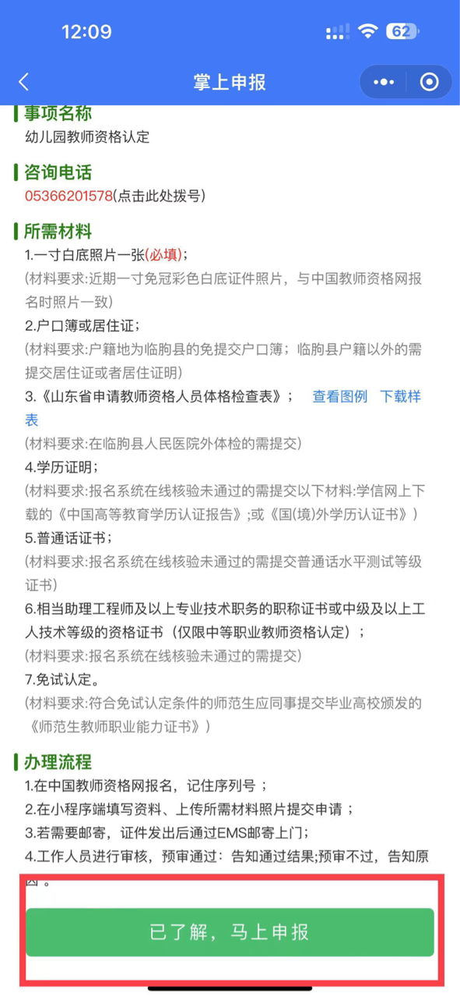 12:09
62
掌上申报
事项名称
幼儿园教师资格认定
咨询电话
05366201578(点击此处拨号)
所需材料
1.一寸白底照片一张(必填);
(材料要求:近期一寸免冠彩色白底证件照片，与中国教师资格网报
名时照片一致)
2.户口簿或居住证;
(材料要求:户籍地为临朐县的免提交户口簿；临朐县户籍以外的需
提交居住证或者居住证明)
3.《山东省申请教师资格人员体格检查表》; 查看图例 下载样
表
(材料要求:在临朐县人民医院外体检的需提交)
4.学历证明;
(材料要求:报名系统在线核验未通过的需提交以下材料:学信网上下
载的《中国高等教育学历认证报告》;或《国(境)外学历认证书》)
5.普通话证书;
(材料要求:报名系统在线核验未通过的需提交普通话水平测试等级
证书)
6.相当助理工程师及以上专业技术职务的职称证书或中级及以上工
人技术等级的资格证书（仅限中等职业教师资格认定）;
(材料要求:报名系统在线核验未通过的需提交)
7.免试认定。
(材料要求:符合免试认定条件的师范生应同事提交毕业高校颁发的
《师范生教师职业能力证书》)
办理流程
1.在中国教师资格网报名，记住序列号 ;
2.在小程序端填写资料、上传所需材料照片提交申请 ;
3.若需要邮寄，证件发出后通过EMS邮寄上门;
4.工作人员进行审核，预审通过：告知通过结果;预审不过，告知原
因 。
已了解，马上申报